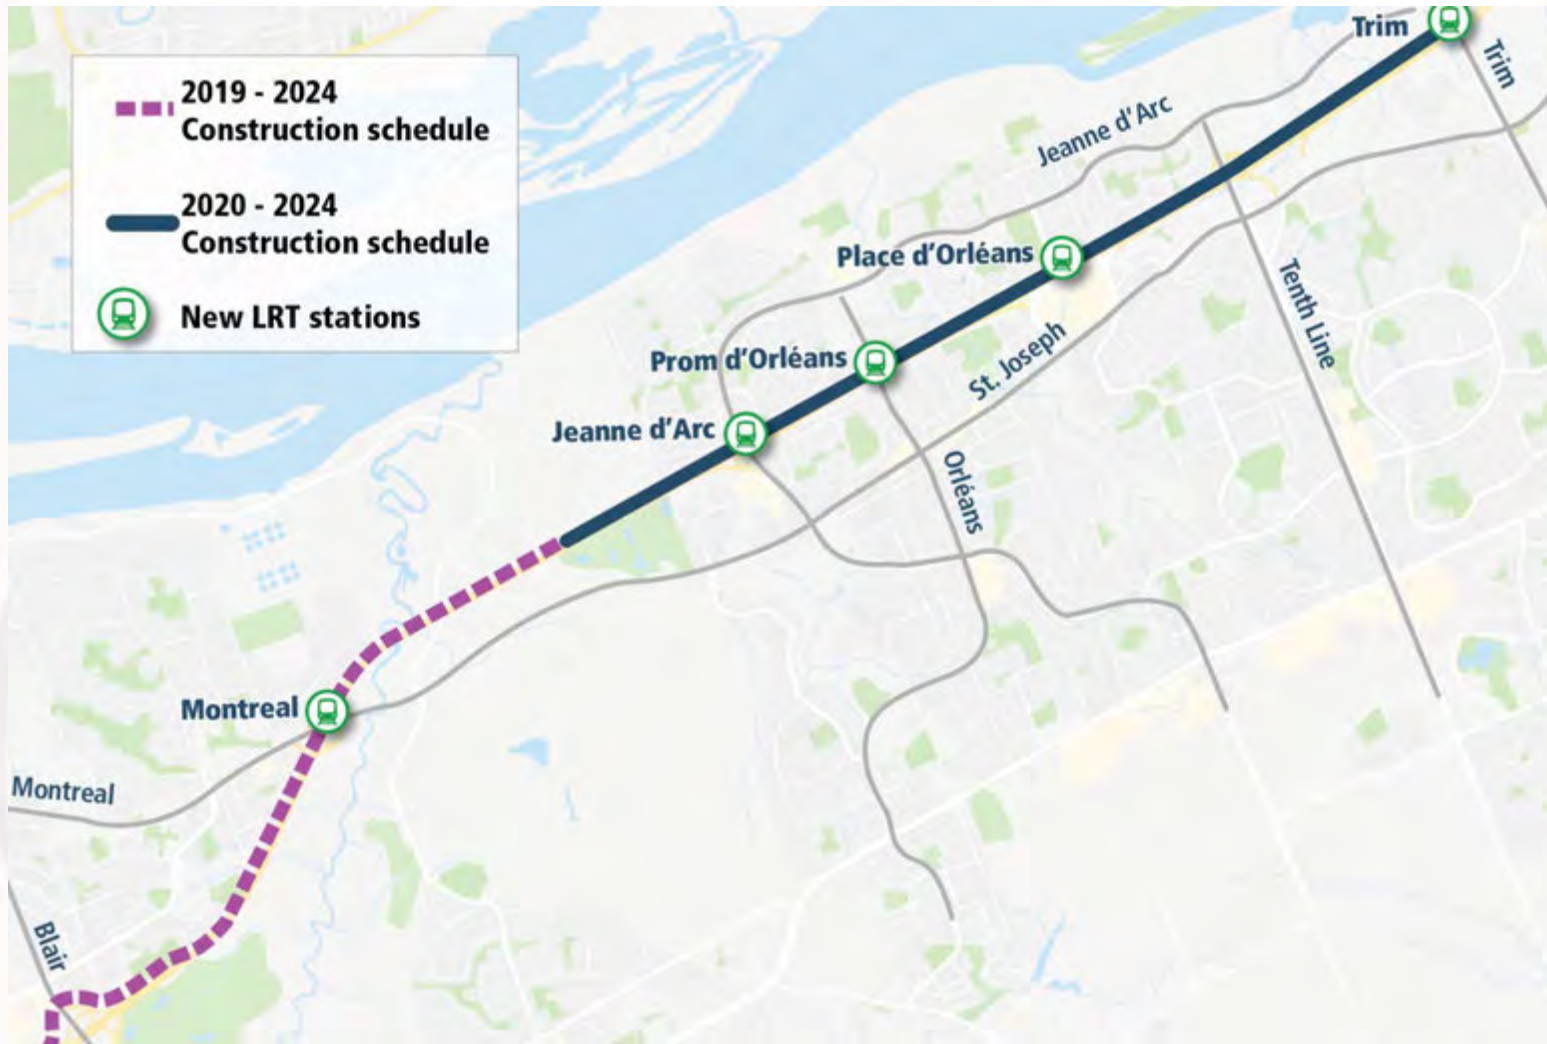 2019 - 2024
Construction schedule
2020 - 2024
Construction schedule
New LRT stations
Trim
Trim
Jeanne d'Arc
Place d'Orléans
Tenth Line
Prom d'Orléans
St. Joseph
Jeanne d'Arc
Orléans
Montreal
Montreal
Blair